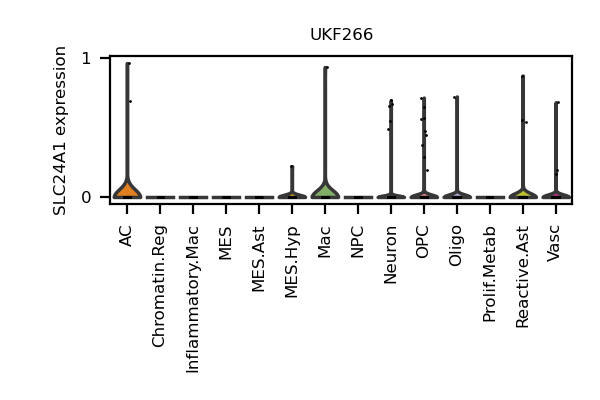 UKF266
SLC24A1 expression
1
0
AC
Chromatin.Reg
Inflammatory.Mac
MES
MES.Ast
MES.Hyp
Mac
NPC
Neuron
OPC
Oligo
Prolif.Metab
Reactive.Ast
Vasc